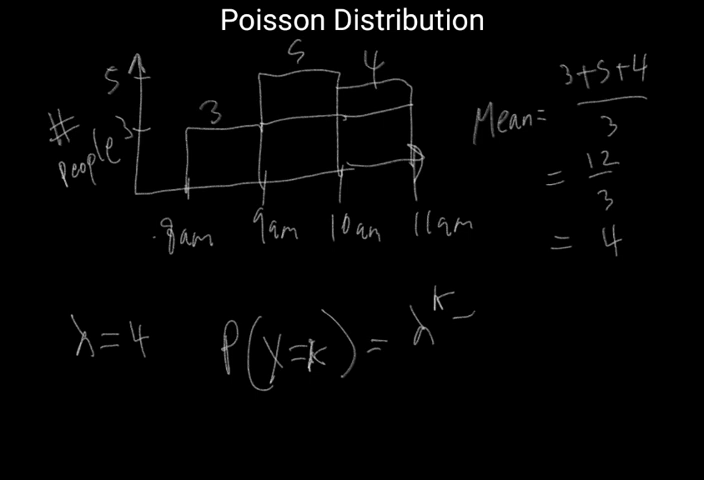 Poisson Distribution
5
5
4
3+5+4
# People
3
3
Mean=
3
= 12
3
8am 9am 10am 11am
= 4
λ=4 P(X=K)= λ^K -